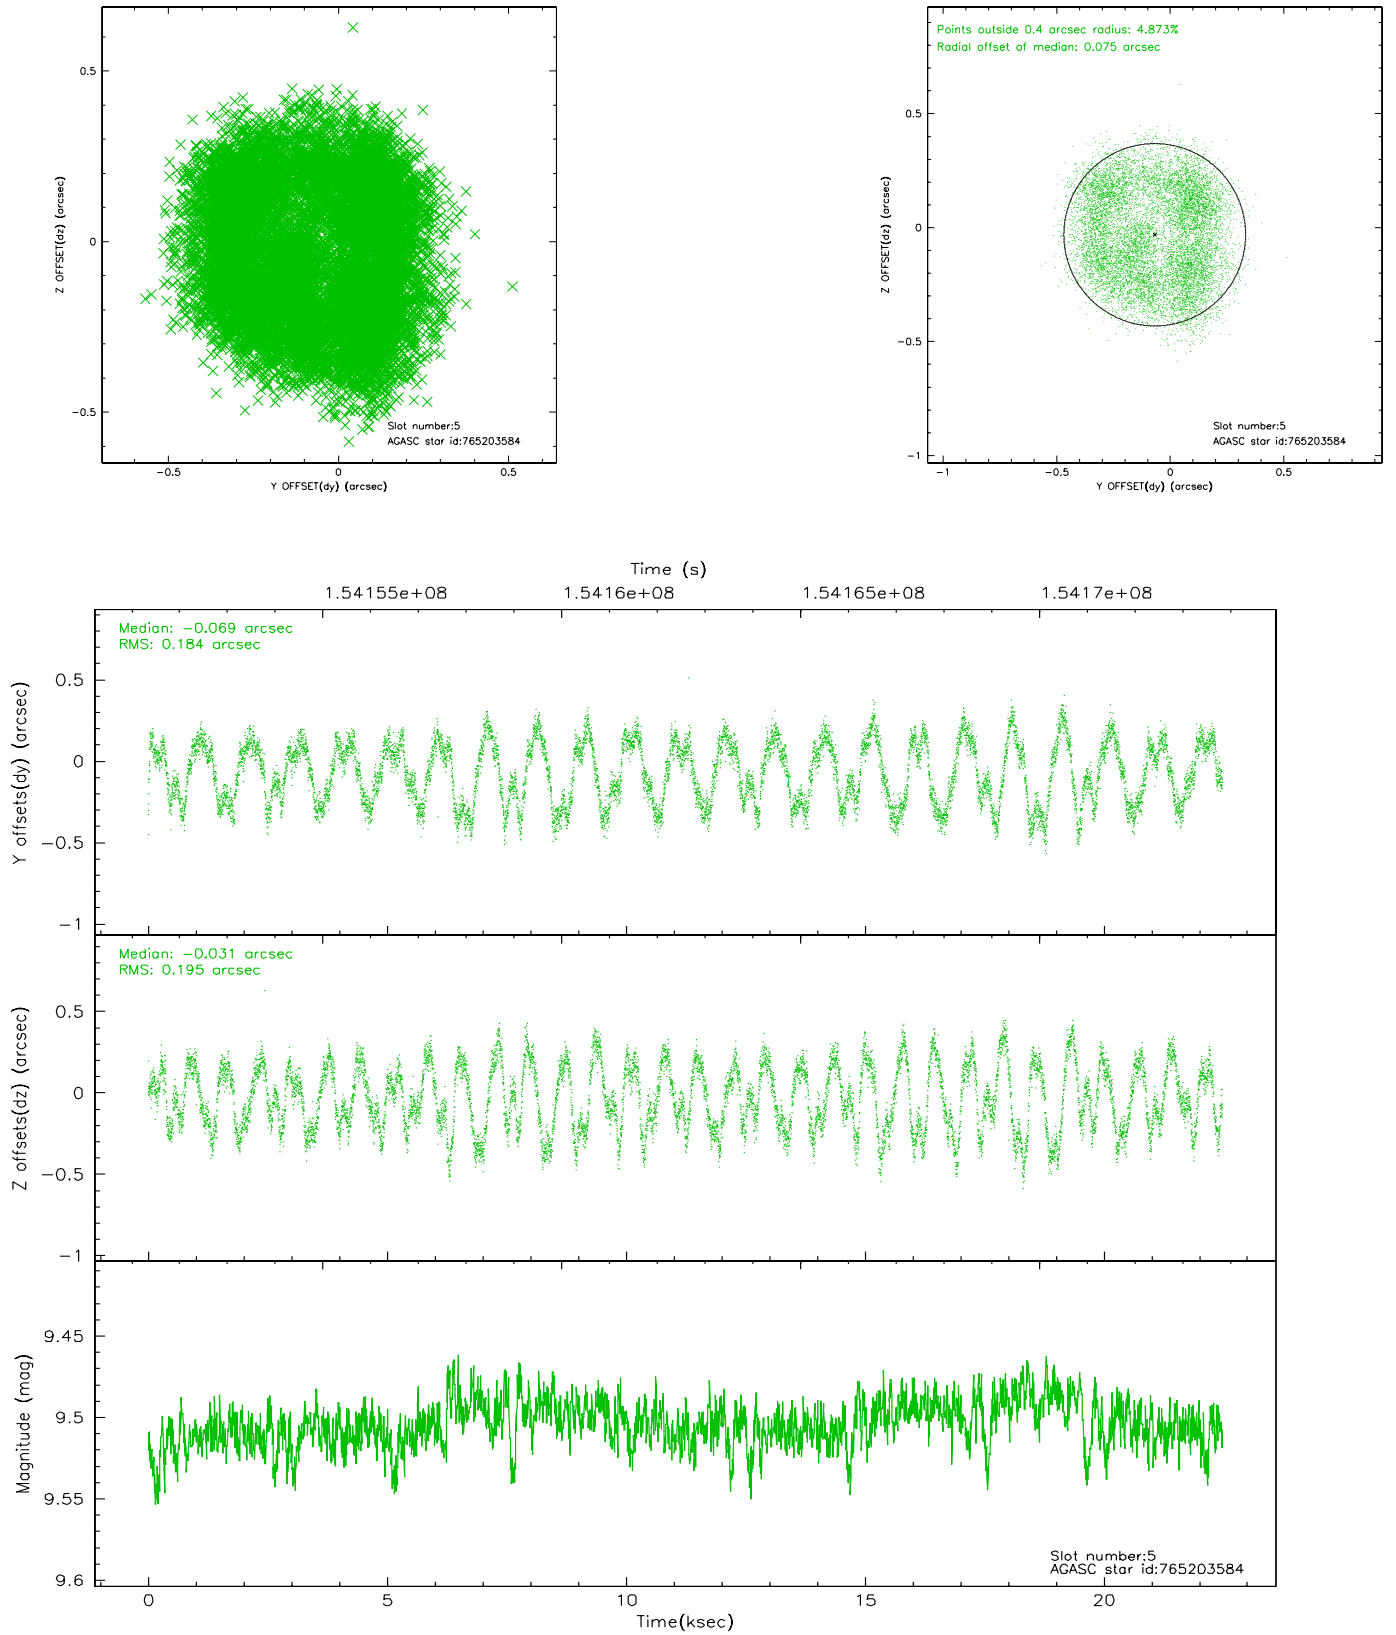 0.5
0
−0.5
Z OFFSET(dz) (arcsec)
Slot number:5
AGASC star id:765203584
−0.5
0
0.5
Y OFFSET(dy) (arcsec)
Points outside 0.4 arcsec radius: 4.873%
Radial offset of median: 0.075 arcsec
0.5
0
−0.5
−1
Z OFFSET(dz) (arcsec)
Slot number:5
AGASC star id:765203584
−1
−0.5
0
0.5
Y OFFSET(dy) (arcsec)
Time (s)
1.54155e+08
1.5416e+08
1.54165e+08
1.5417e+08
Median: −0.069 arcsec
RMS: 0.184 arcsec
0.5
0
−0.5
−1
Y offsets(dy) (arcsec)
Median: −0.031 arcsec
RMS: 0.195 arcsec
0.5
0
−0.5
−1
Z offsets(dz) (arcsec)
9.45
9.5
9.55
9.6
Magnitude (mag)
Slot number:5
AGASC star id:765203584
0
5
10
15
20
Time(ksec)